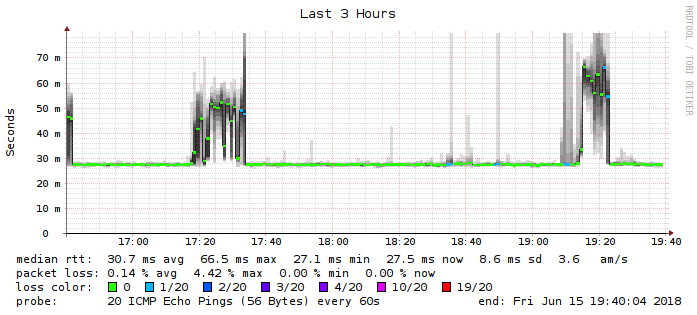 Last 3 Hours
RRDTOOL / TOBI OETIKER
Seconds
70 m
60 m
50 m
40 m
30 m
20 m
10 m
0
17:00 17:20 17:40 18:00 18:20 18:40 19:00 19:20 19:40
median rtt: 30.7 ms avg 66.5 ms max 27.1 ms min 27.5 ms now 8.6 ms sd 3.6 am/s
packet loss: 0.14 % avg 4.42 % max 0.00 % min 0.00 % now
loss color: 0 1/20 2/20 3/20 4/20 10/20 19/20
probe: 20 ICMP Echo Pings (56 Bytes) every 60s end: Fri Jun 15 19:40:04 2018